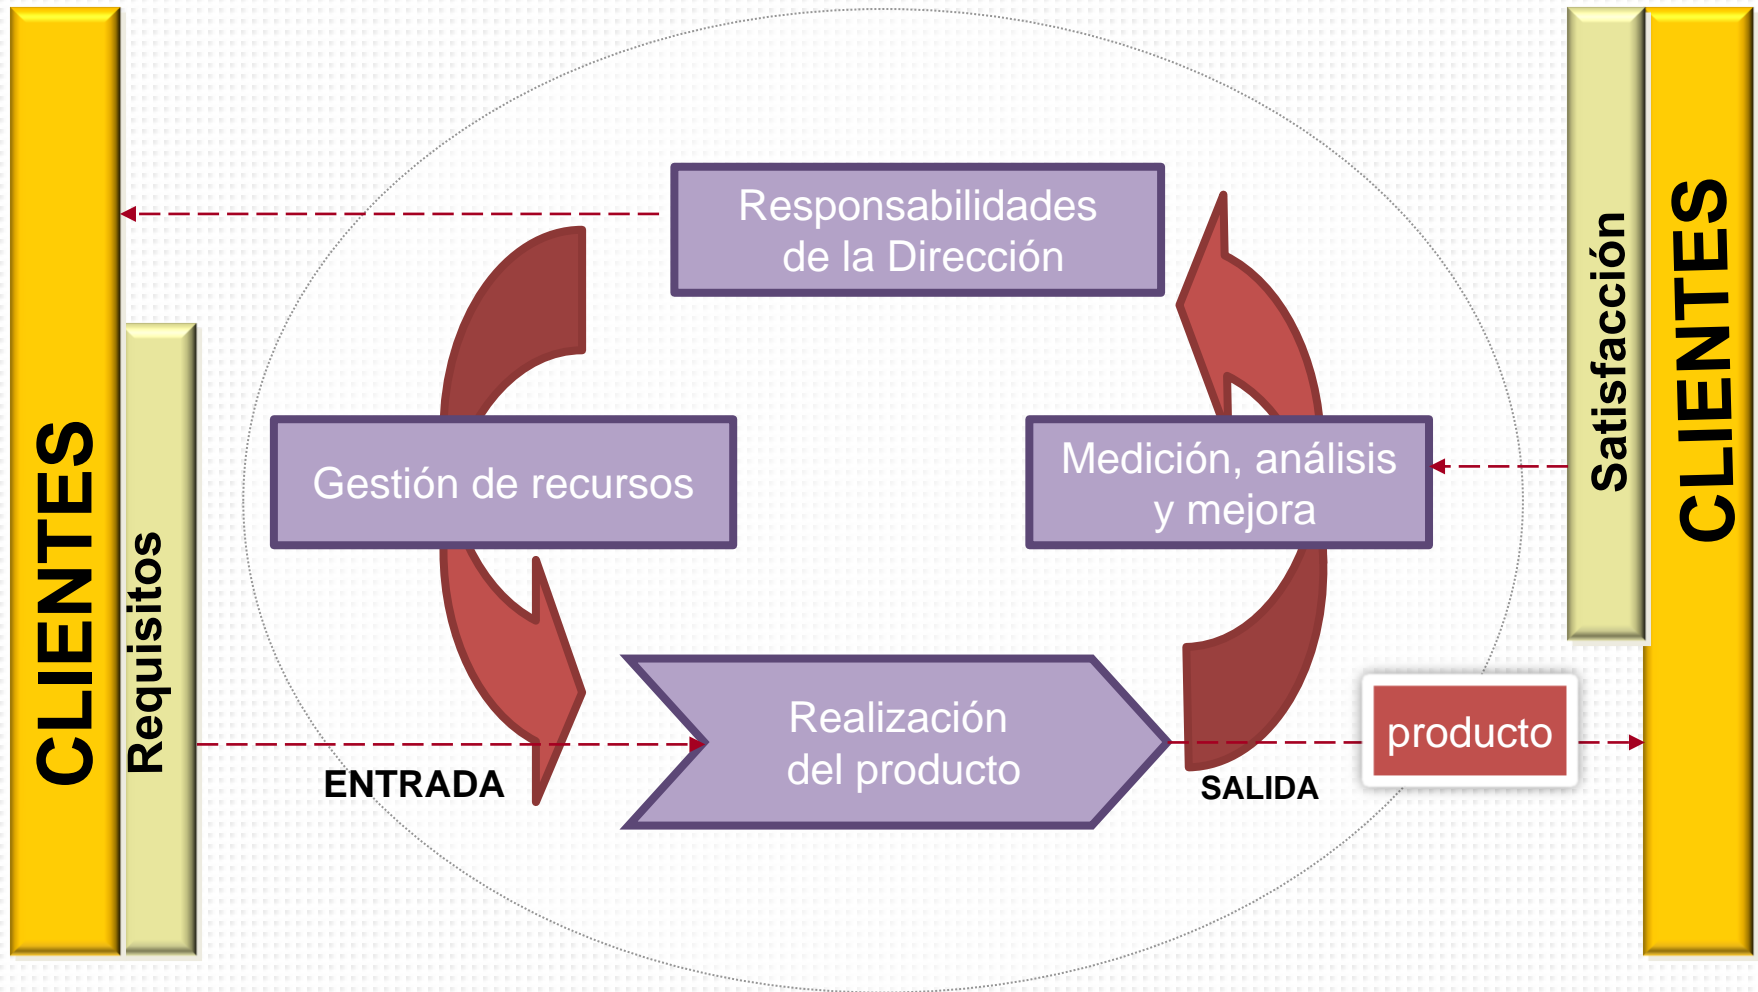 CLIENTES
Requisitos
Responsabilidades
de la Dirección
Gestión de recursos
Medición, análisis
y mejora
Realización
del producto
ENTRADA
SALIDA
producto
Satisfacción
CLIENTES